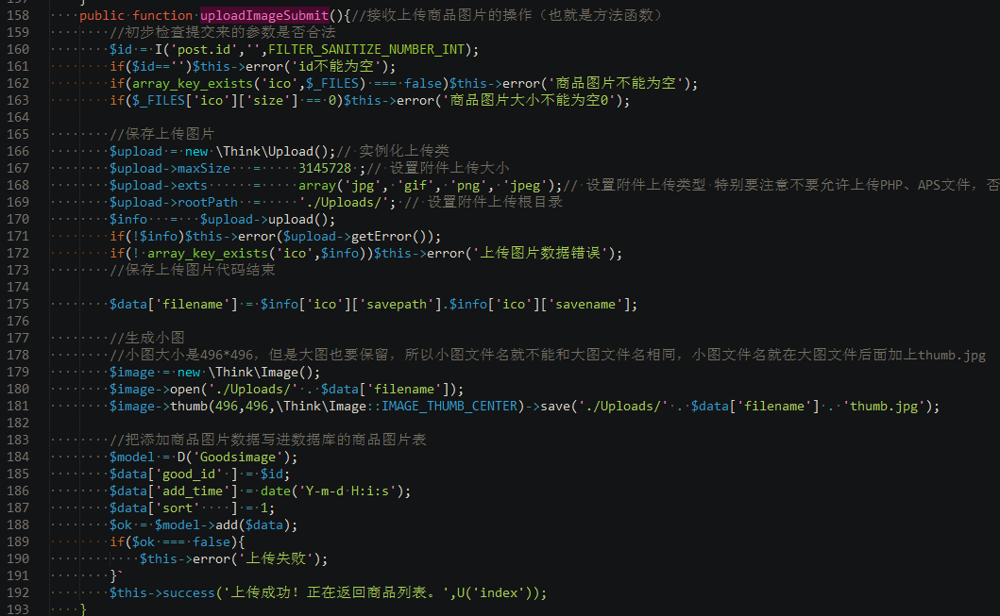 157 }
158 public function uploadImageSubmit(){//接收上传商品图片的操作（也就是方法函数）
159 //初步检查提交来的参数是否合法
160 $id = I('post.id','',FILTER_SANITIZE_NUMBER_INT);
161 if($id=='')$this->error('id不能为空');
162 if(array_key_exists('ico',$_FILES) === false)$this->error('商品图片不能为空');
163 if($_FILES['ico']['size'] == 0)$this->error('商品图片大小不能为空0');
164
165 //保存上传图片
166 $upload = new \Think\Upload();// 实例化上传类
167 $upload->maxSize   =     3145728 ;// 设置附件上传大小
168 $upload->exts      =     array('jpg', 'gif', 'png', 'jpeg');// 设置附件上传类型 特别要注意不要允许上传PHP、APS文件，否
169 $upload->rootPath  =     './Uploads/'; // 设置附件上传根目录
170 $info   =   $upload->upload();
171 if(!$info)$this->error($upload->getError());
172 if(! array_key_exists('ico',$info))$this->error('上传图片数据错误');
173 //保存上传图片代码结束
174
175 $data['filename'] = $info['ico']['savepath'].$info['ico']['savename'];
176
177 //生成小图
178 //小图大小是496*496，但是大图也要保留，所以小图文件名就不能和大图文件名相同，小图文件名就在大图文件后面加上thumb.jpg
179 $image = new \Think\Image();
180 $image->open('./Uploads/' . $data['filename']);
181 $image->thumb(496,496,\Think\Image::IMAGE_THUMB_CENTER)->save('./Uploads/' . $data['filename'] . 'thumb.jpg');
182
183 //把添加商品图片数据写进数据库的商品图片表
184 $model = D('Goodsimage');
185 $data['good_id' ] = $id;
186 $data['add_time'] = date('Y-m-d H:i:s');
187 $data['sort'    ] = 1;
188 $ok = $model->add($data);
189 if($ok === false){
190 $this->error('上传失败');
191 }`
192 $this->success('上传成功！正在返回商品列表。',U('index'));
193 }